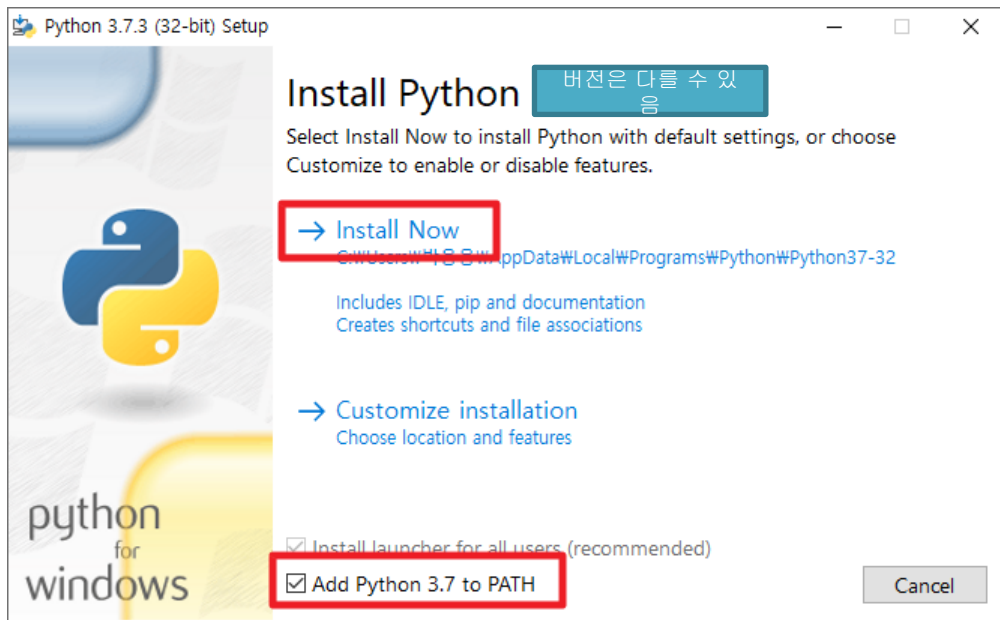 Python 3.7.3 (32-bit) Setup
Install Python
버전은 다를 수 있
음
Select Install Now to install Python with default settings, or choose
Customize to enable or disable features.
→ Install Now
AppData₩Local₩Programs₩Python₩Python37-32
Includes IDLE, pip and documentation
Creates shortcuts and file associations
→ Customize installation
Choose location and features
Install launcher for all users (recommended)
Add Python 3.7 to PATH
Cancel
python
for
windows